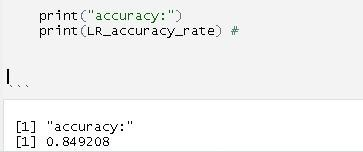 print("accuracy:")
print(LR_accuracy_rate) #
```
[1] "accuracy:"
[1] 0.849208